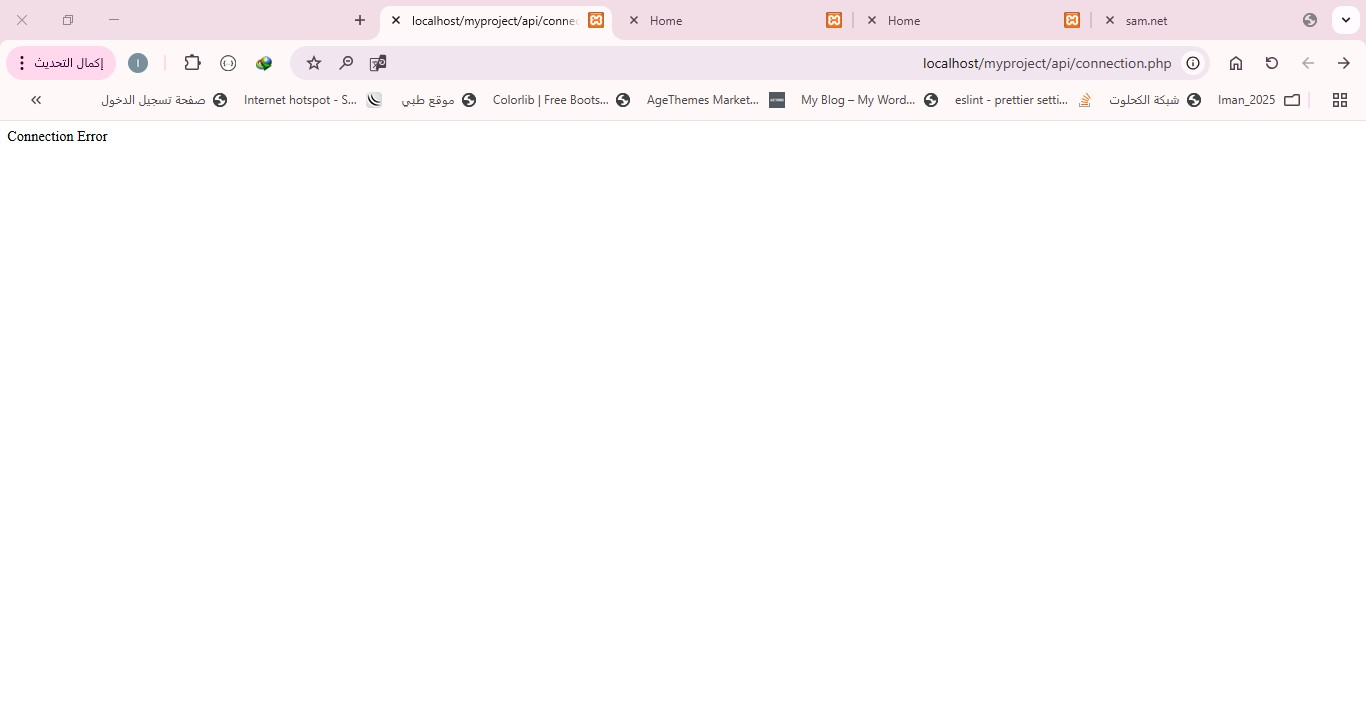 localhost/myproject/api/connec
Home
Home
sam.net
إكمال التحديث
I
localhost/myproject/api/connection.php
صفحة تسجيل الدخول
Internet hotspot - S...
موقع طبي
Colorlib | Free Boots...
AgeThemes Market...
My Blog – My Word...
eslint - prettier setti...
شبكة الكحلوت
Iman_2025
Connection Error